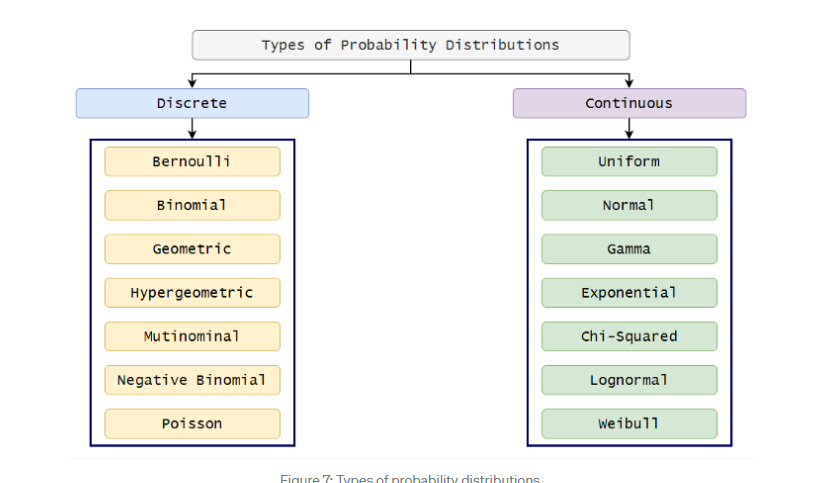 Types of Probability Distributions
Discrete
Continuous
Bernoulli
Binomial
Geometric
Hypergeometric
Mutinominal
Negative Binomial
Poisson
Uniform
Normal
Gamma
Exponential
Chi-Squared
Lognormal
Weibull
Figure 7: Types of probability distributions